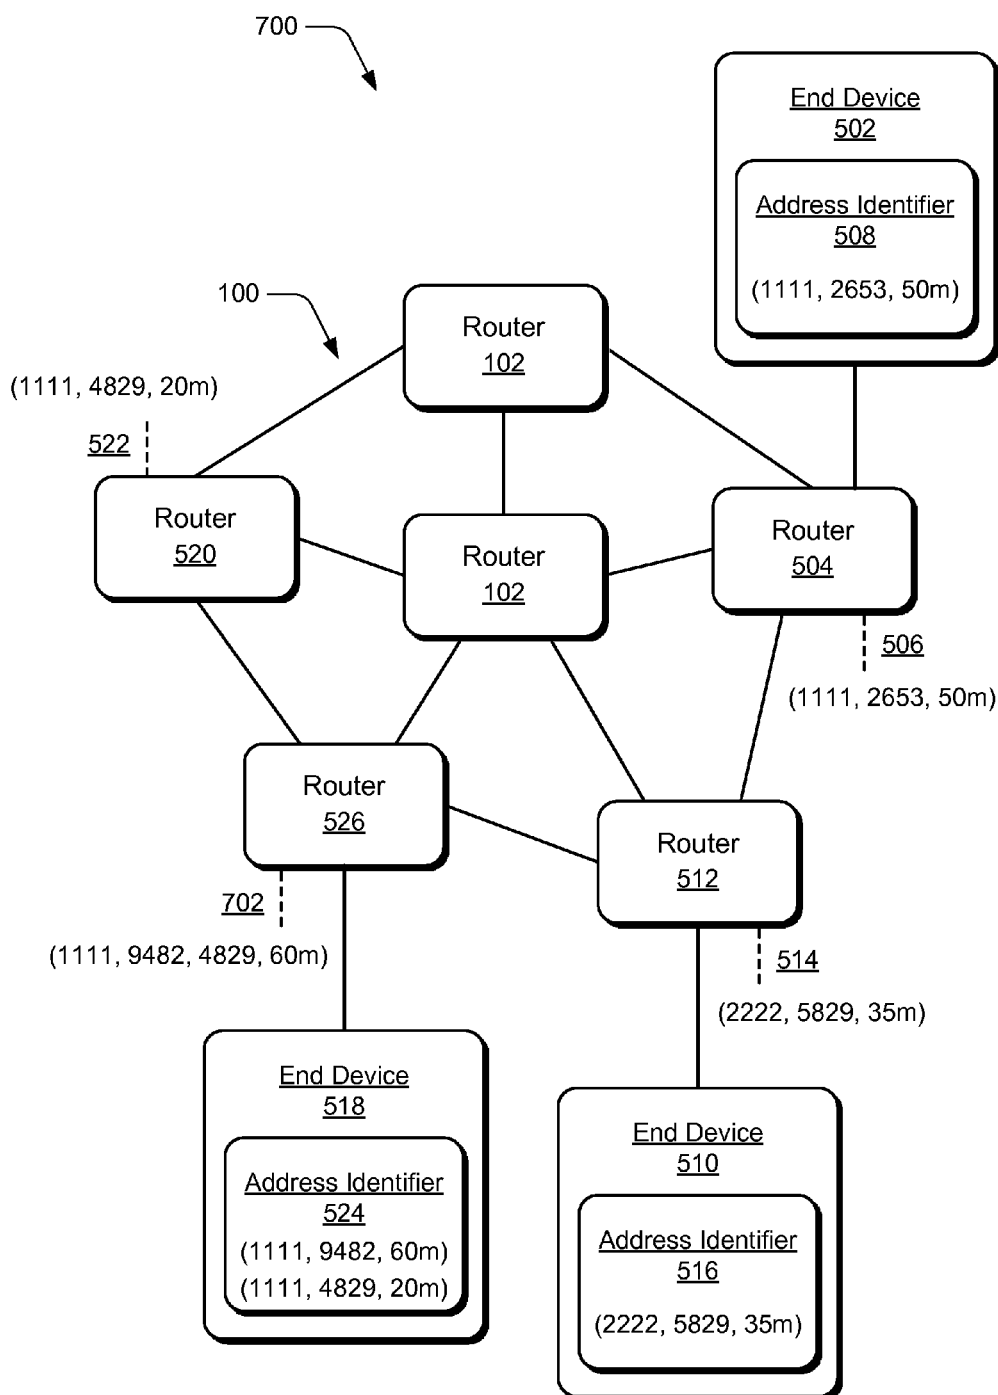 700
End Device
502
Address Identifier
508
(1111, 2653, 50m)
100
Router
102
(1111, 4829, 20m)
522
Router
520
Router
102
Router
504
506
(1111, 2653, 50m)
Router
526
Router
512
702
(1111, 9482, 4829, 60m)
514
(2222, 5829, 35m)
End Device
518
Address Identifier
524
(1111, 9482, 60m)
(1111, 4829, 20m)
End Device
510
Address Identifier
516
(2222, 5829, 35m)